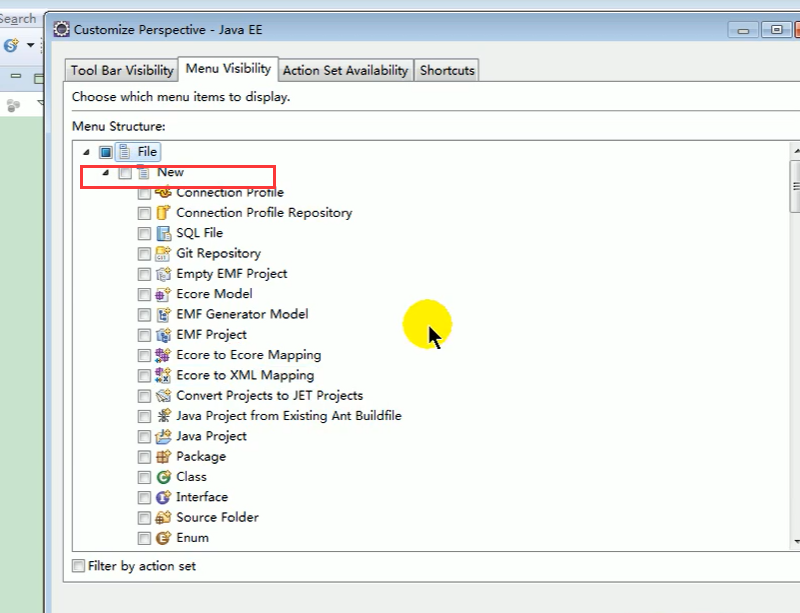 Search
Customize Perspective - Java EE
Tool Bar Visibility Menu Visibility Action Set Availability Shortcuts
Choose which menu items to display.
Menu Structure:
File
New
Connection Profile
Connection Profile Repository
SQL File
Git Repository
Empty EMF Project
Ecore Model
EMF Generator Model
EMF Project
Ecore to Ecore Mapping
Ecore to XML Mapping
Convert Projects to JET Projects
Java Project from Existing Ant Buildfile
Java Project
Package
Class
Interface
Source Folder
Enum
Filter by action set